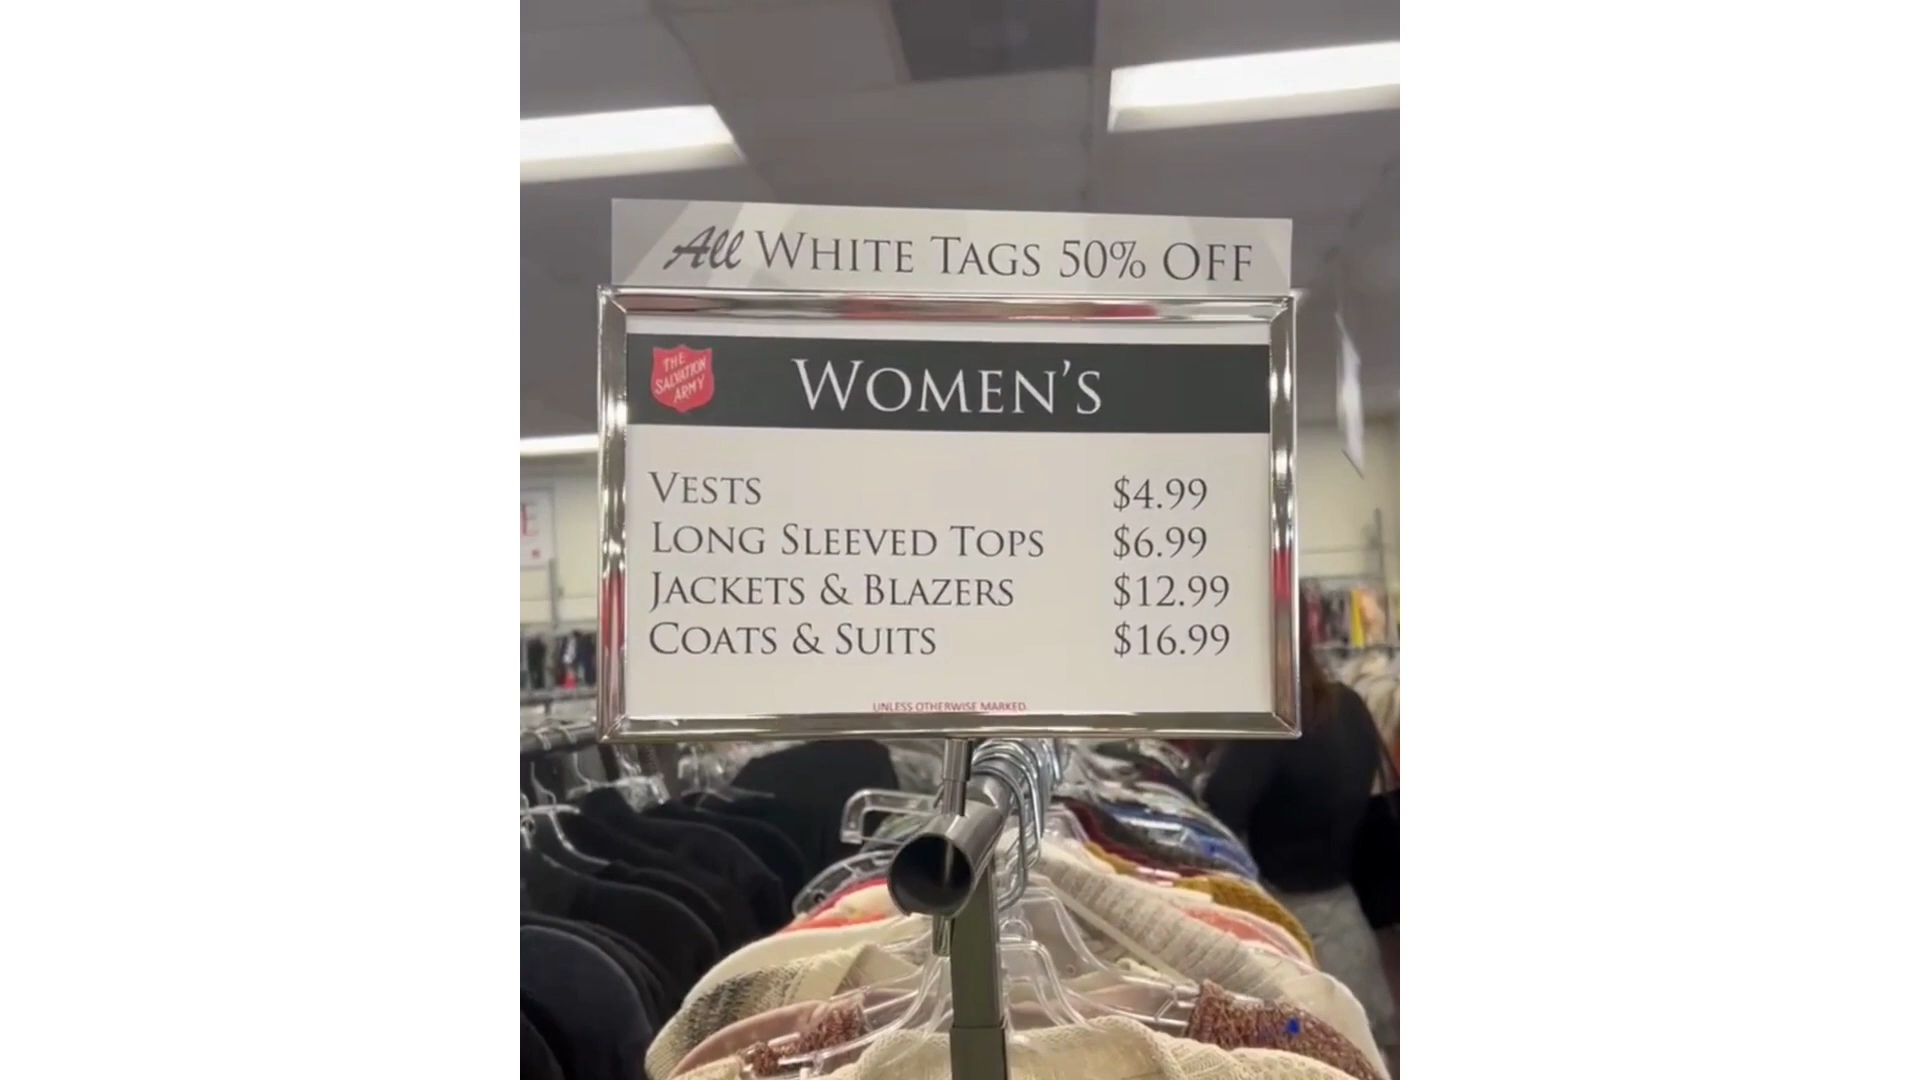 All WHITE TAGS 50% OFF
THE
SALVATION
ARMY
WOMEN'S
VESTS $4.99
LONG SLEEVED TOPS $6.99
JACKETS & BLAZERS $12.99
COATS & SUITS $16.99
UNLESS OTHERWISE MARKED
E